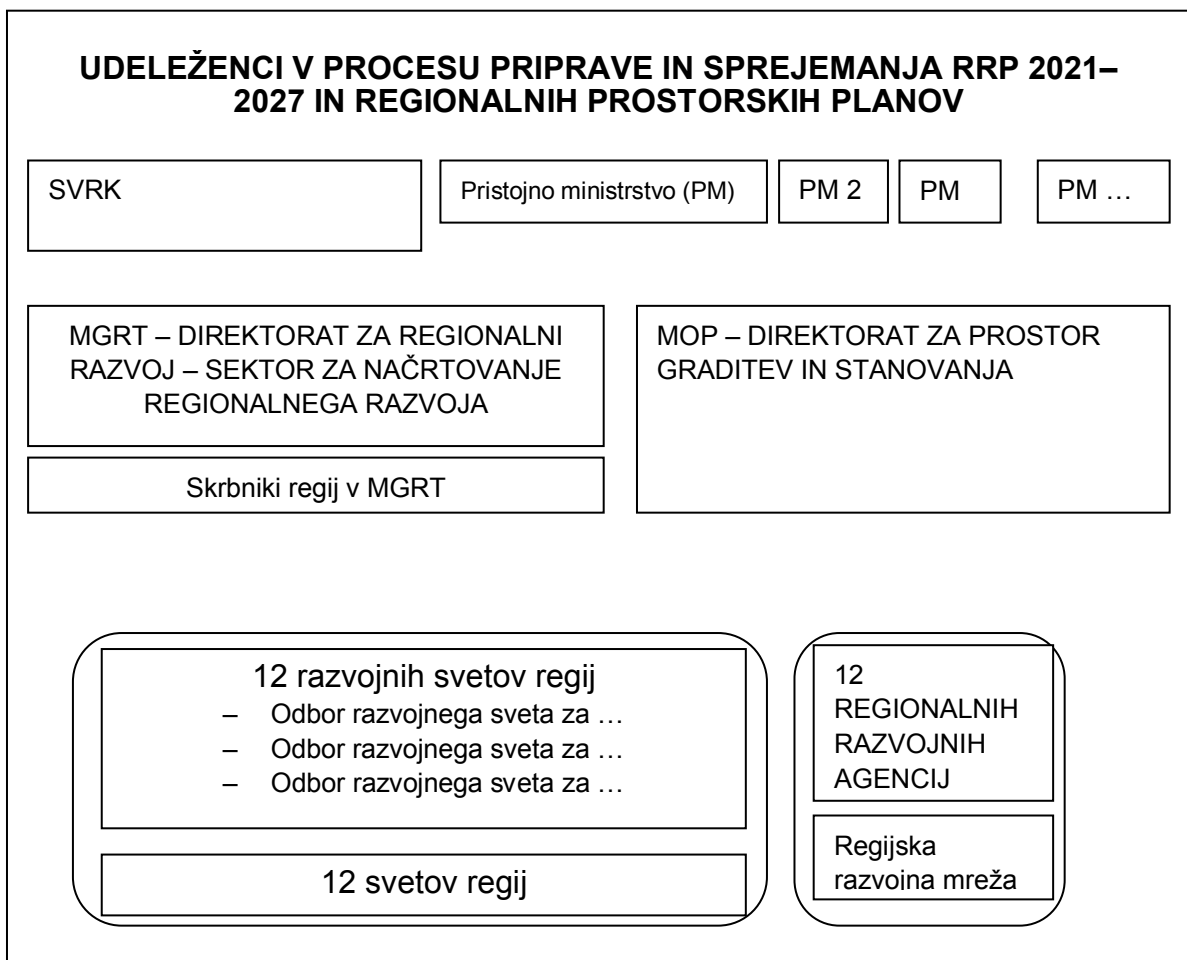 UDELEŽENCI V PROCESU PRIPRAVE IN SPREJEMANJA RRP 2021–
2027 IN REGIONALNIH PROSTORSKIH PLANOV
SVRK
Pristojno ministrstvo (PM)
PM 2
PM
PM …
MGRT – DIREKTORAT ZA REGIONALNI
RAZVOJ – SEKTOR ZA NAČRTOVANJE
REGIONALNEGA RAZVOJA
Skrbniki regij v MGRT
MOP – DIREKTORAT ZA PROSTOR
GRADITEV IN STANOVANJA
12 razvojnih svetov regij
– Odbor razvojnega sveta za …
– Odbor razvojnega sveta za …
– Odbor razvojnega sveta za …
12 svetov regij
12
REGIONALNIH
RAZVOJNIH
AGENCIJ
Regijska
razvojna mreža